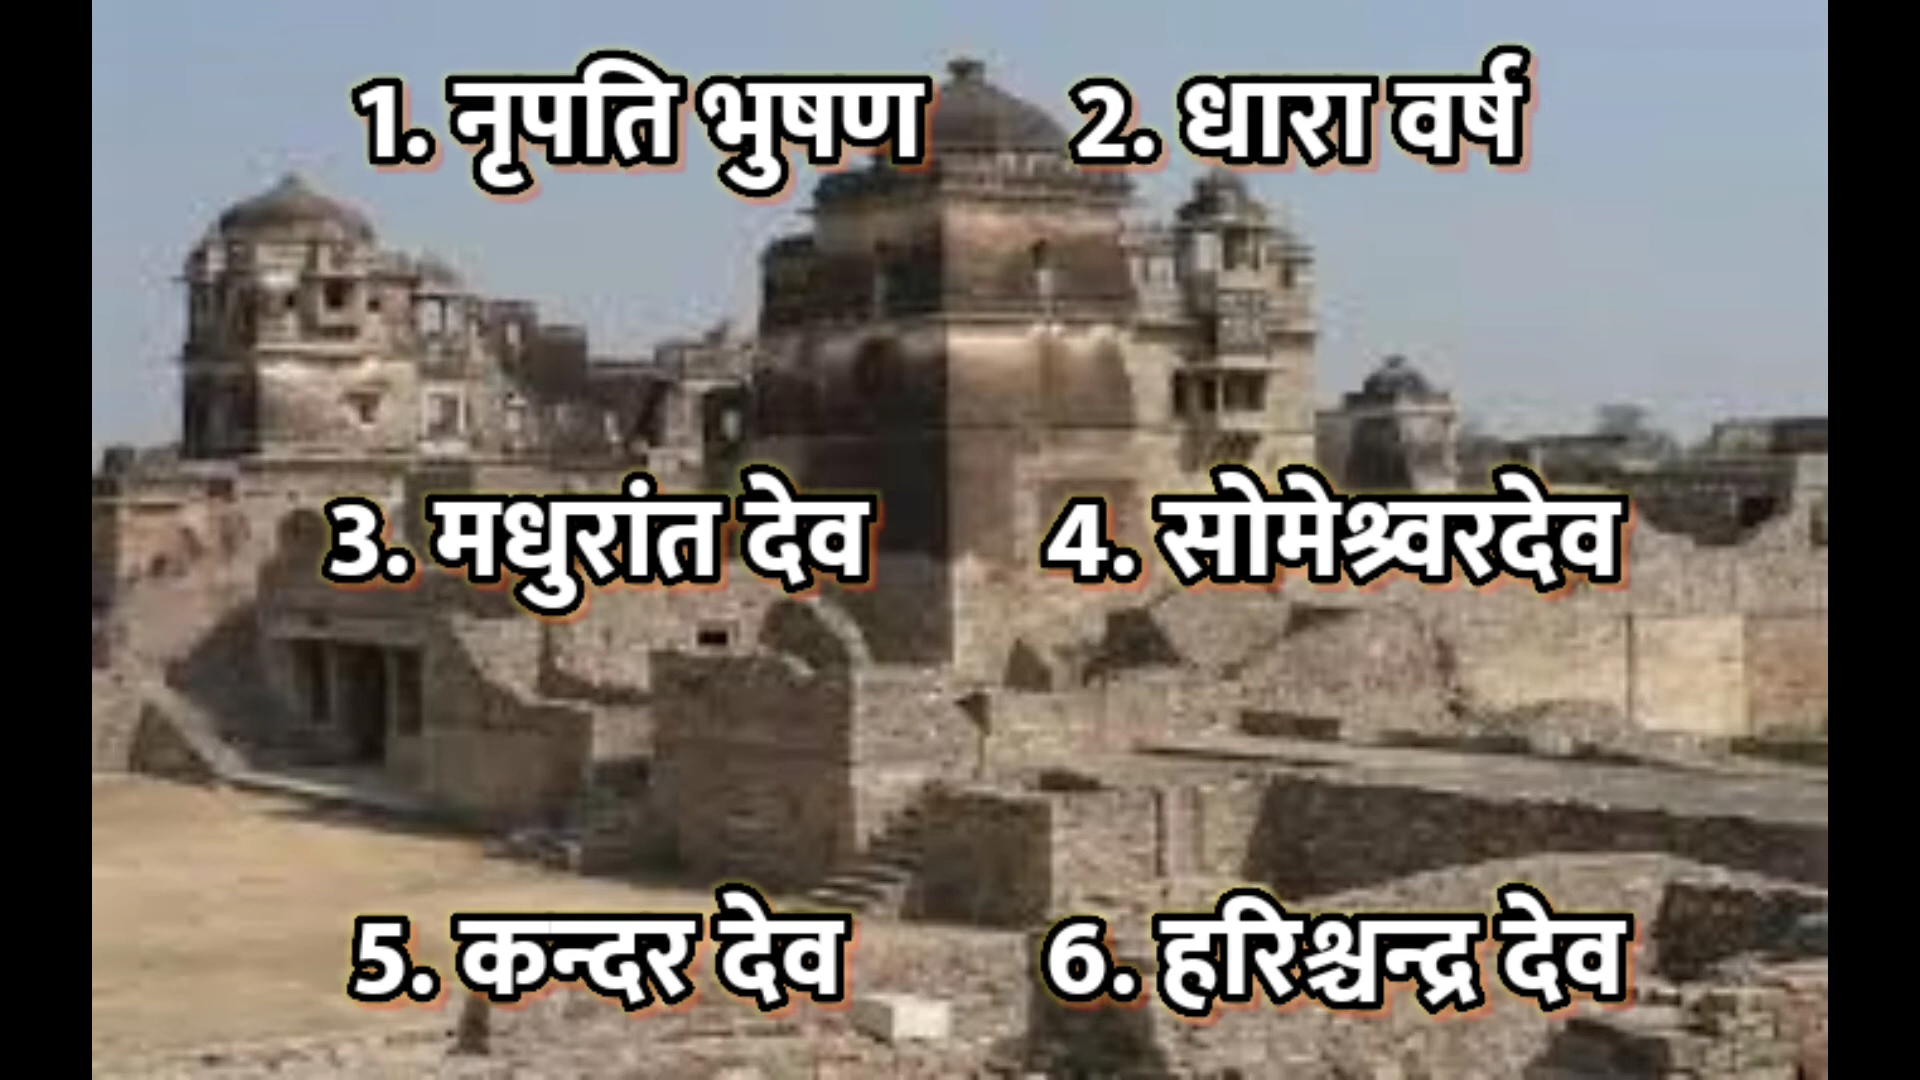 1. नृपति भुषण 2. धारा वर्ष
3. मधुरांत देव 4. सोमेश्र्वरदेव
5. कन्दर देव 6. हरिश्चन्द्र देव